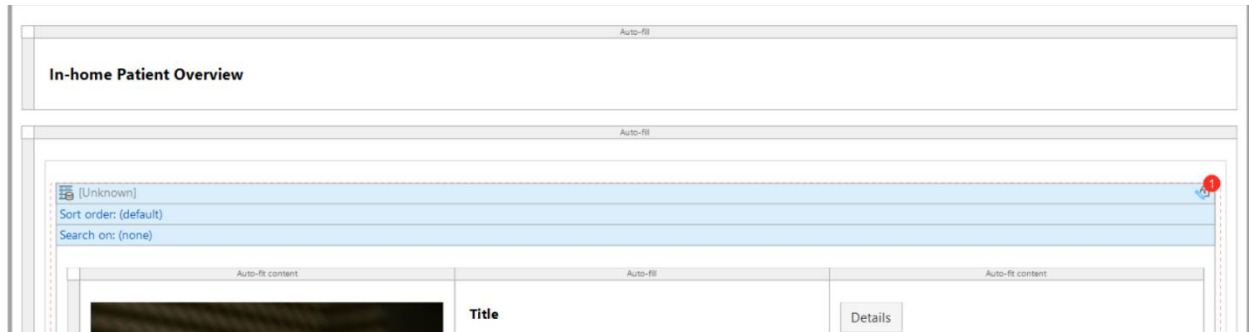 Auto-fill
In-home Patient Overview
Auto-fill
[Unknown]
1
Sort order: (default)
Search on: (none)
Auto-fit content Auto-fill Auto-fit content
Title
Details